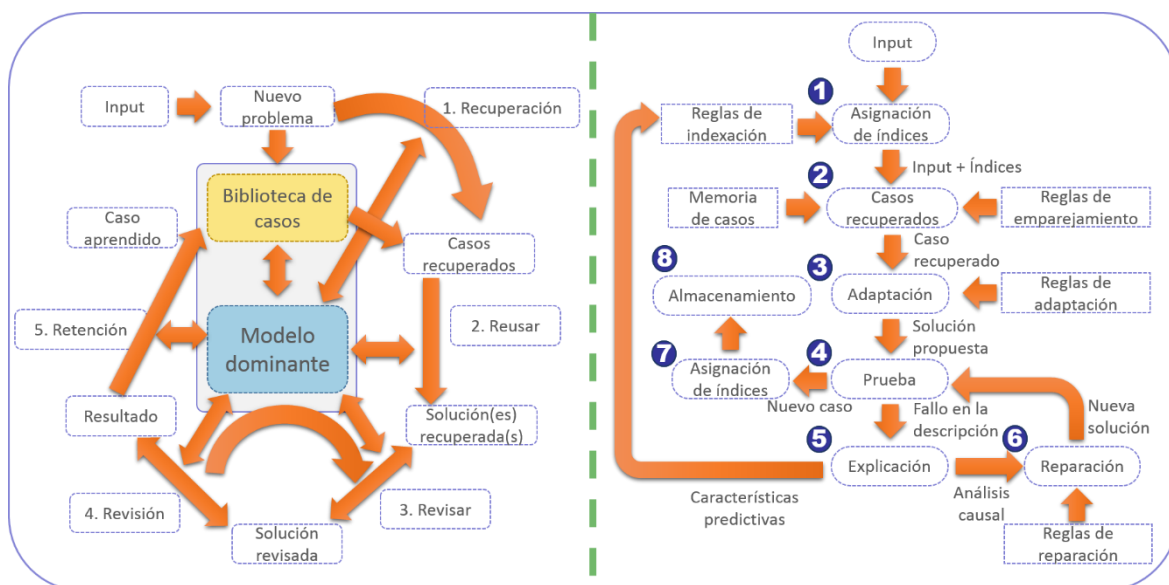 Input
Nuevo
problema
1. Recuperación
Biblioteca de
casos
Caso
aprendido
Casos
recuperados
5. Retención
Modelo
dominante
2. Reusar
Resultado
Solución(es)
recuperada(s)
4. Revisión
3. Revisar
Solución
revisada
Input
1
Reglas de
indexación
Asignación
de índices
Input + Índices
2
Memoria
de casos
Casos
recuperados
Reglas de
emparejamiento
Caso
recuperado
8
3
Almacenamiento
Adaptación
Reglas de
adaptación
Solución
propuesta
7
4
Asignación
de índices
Prueba
Nuevo caso
Fallo en la
descripción
Nueva
solución
5
6
Explicación
Reparación
Características
predictivas
Análisis
causal
Reglas de
reparación